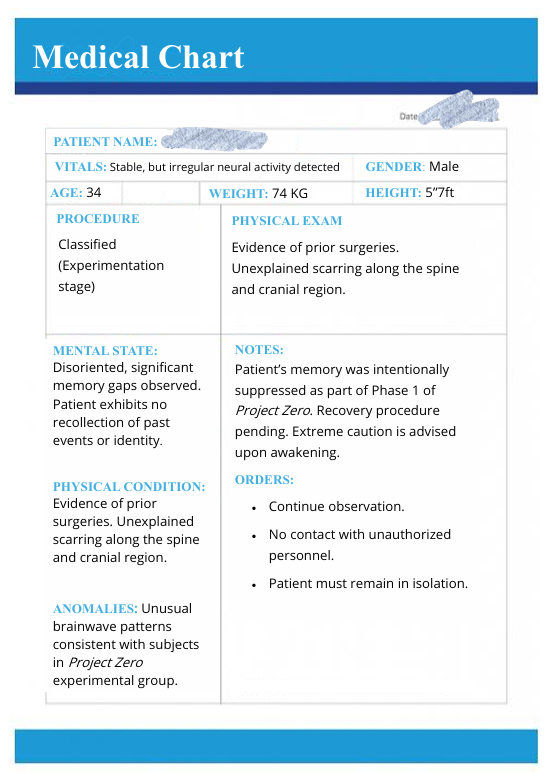 Medical Chart
Date
PATIENT NAME:
VITALS: Stable, but irregular neural activity detected
GENDER: Male
AGE: 34
WEIGHT: 74 KG
HEIGHT: 5”7ft
PROCEDURE
Classified
(Experimentation
stage)
PHYSICAL EXAM
Evidence of prior surgeries.
Unexplained scarring along the spine
and cranial region.
MENTAL STATE:
Disoriented, significant
memory gaps observed.
Patient exhibits no
recollection of past
events or identity.
PHYSICAL CONDITION:
Evidence of prior
surgeries. Unexplained
scarring along the spine
and cranial region.
ANOMALIES: Unusual
brainwave patterns
consistent with subjects
in Project Zero
experimental group.
NOTES:
Patient’s memory was intentionally
suppressed as part of Phase 1 of
Project Zero. Recovery procedure
pending. Extreme caution is advised
upon awakening.
ORDERS:
• Continue observation.
• No contact with unauthorized
personnel.
• Patient must remain in isolation.